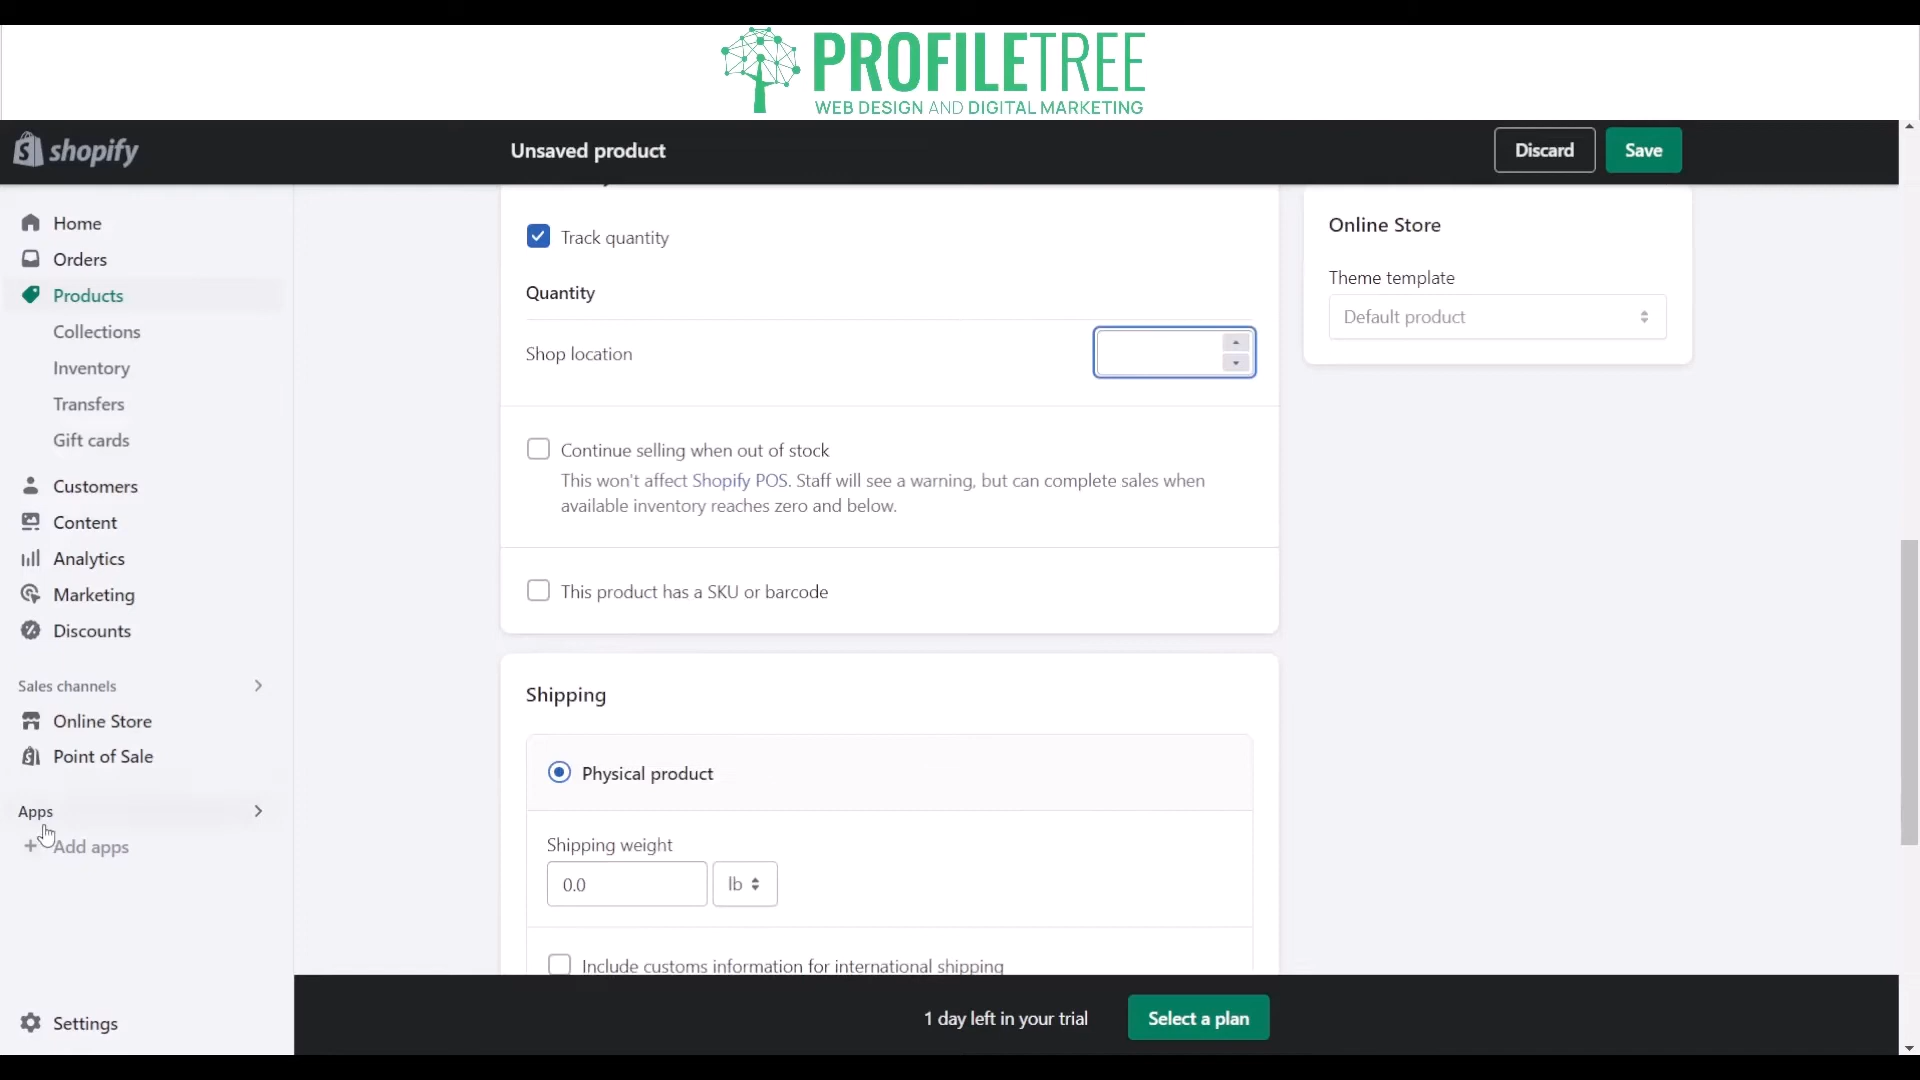 PROFILETREE
WEB DESIGN AND DIGITAL MARKETING
shopify
Unsaved product
Discard
Save
Home
Orders
Products
Collections
Inventory
Transfers
Gift cards
Customers
Content
Analytics
Marketing
Discounts
Sales channels
Online Store
Point of Sale
Apps
Add apps
Settings
Track quantity
Quantity
Shop location
Continue selling when out of stock
This won't affect Shopify POS. Staff will see a warning, but can complete sales when
available inventory reaches zero and below.
This product has a SKU or barcode
Shipping
Physical product
Shipping weight
0.0
lb
Include customs information for international shipping
Online Store
Theme template
Default product
1 day left in your trial
Select a plan